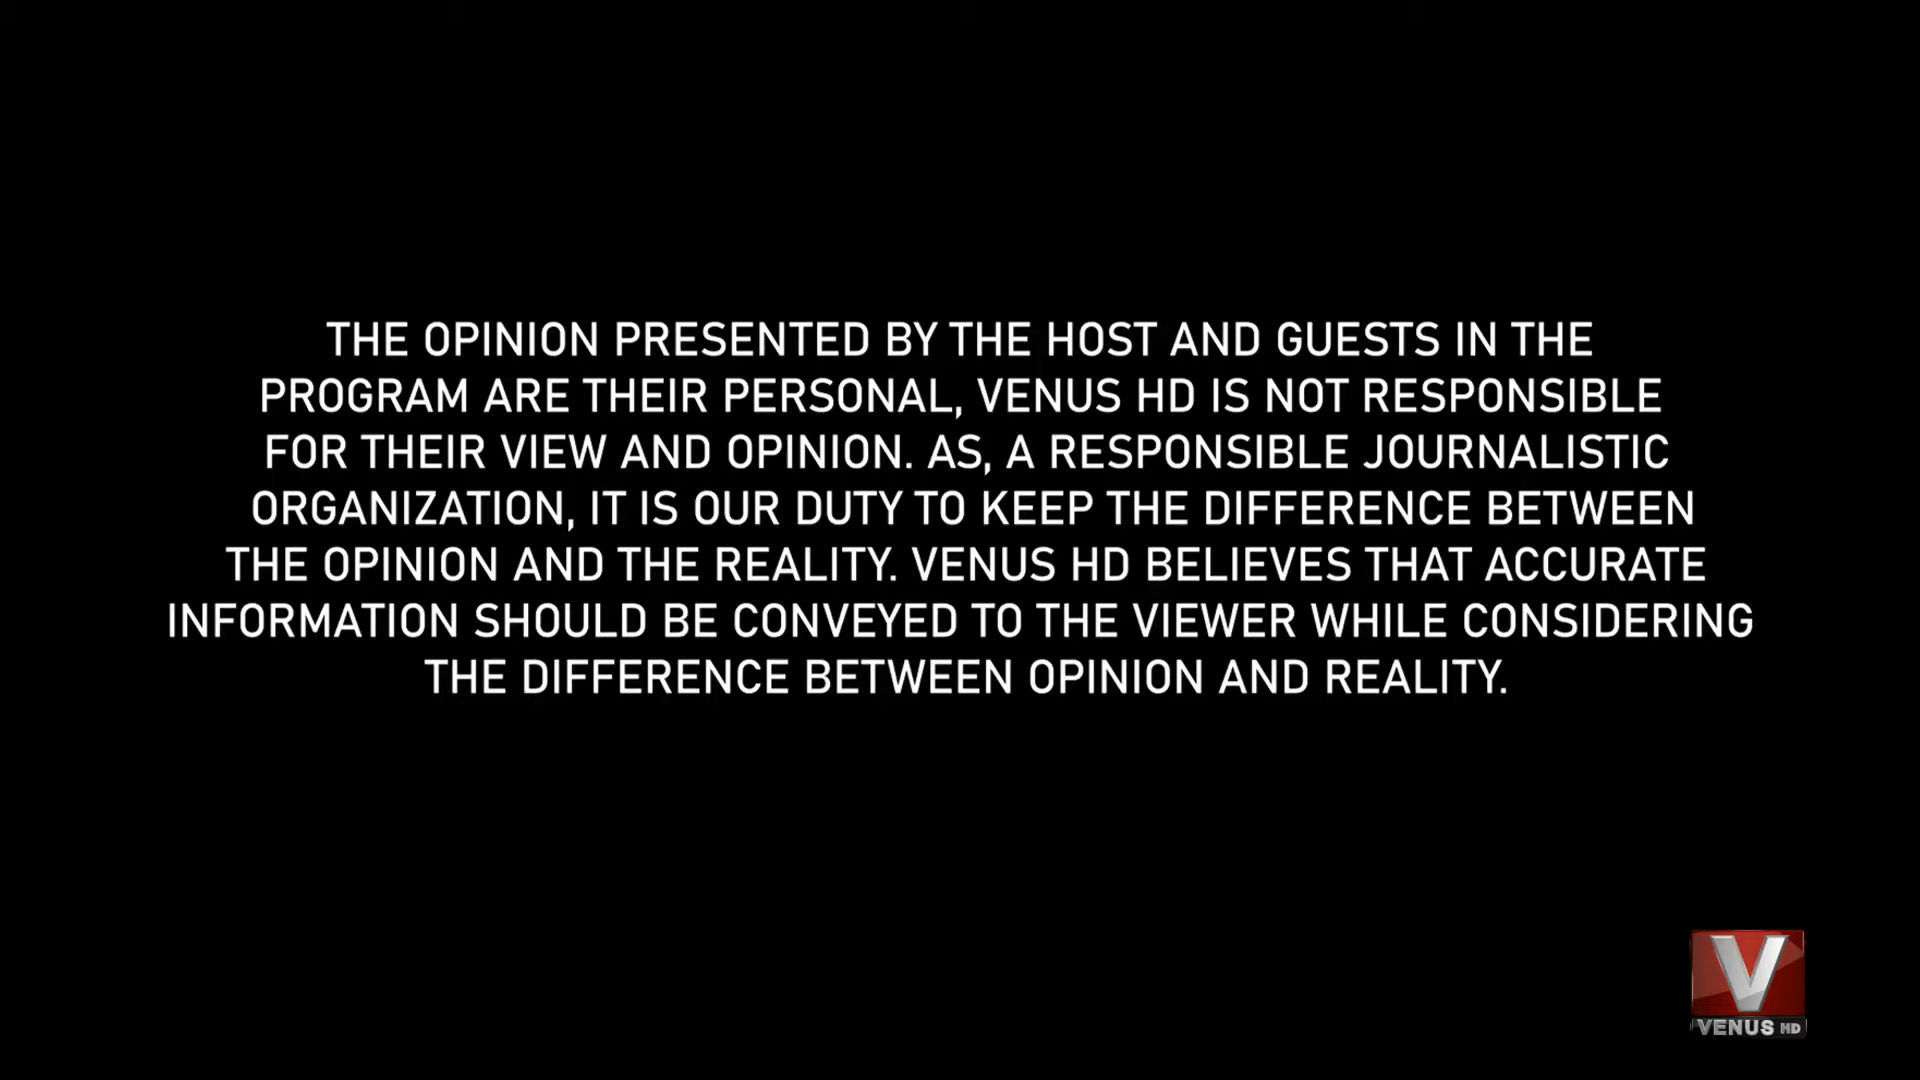 THE OPINION PRESENTED BY THE HOST AND GUESTS IN THE
PROGRAM ARE THEIR PERSONAL, VENUS HD IS NOT RESPONSIBLE
FOR THEIR VIEW AND OPINION. AS, A RESPONSIBLE JOURNALISTIC
ORGANIZATION, IT IS OUR DUTY TO KEEP THE DIFFERENCE BETWEEN
THE OPINION AND THE REALITY. VENUS HD BELIEVES THAT ACCURATE
INFORMATION SHOULD BE CONVEYED TO THE VIEWER WHILE CONSIDERING
THE DIFFERENCE BETWEEN OPINION AND REALITY.
V
VENUS HD